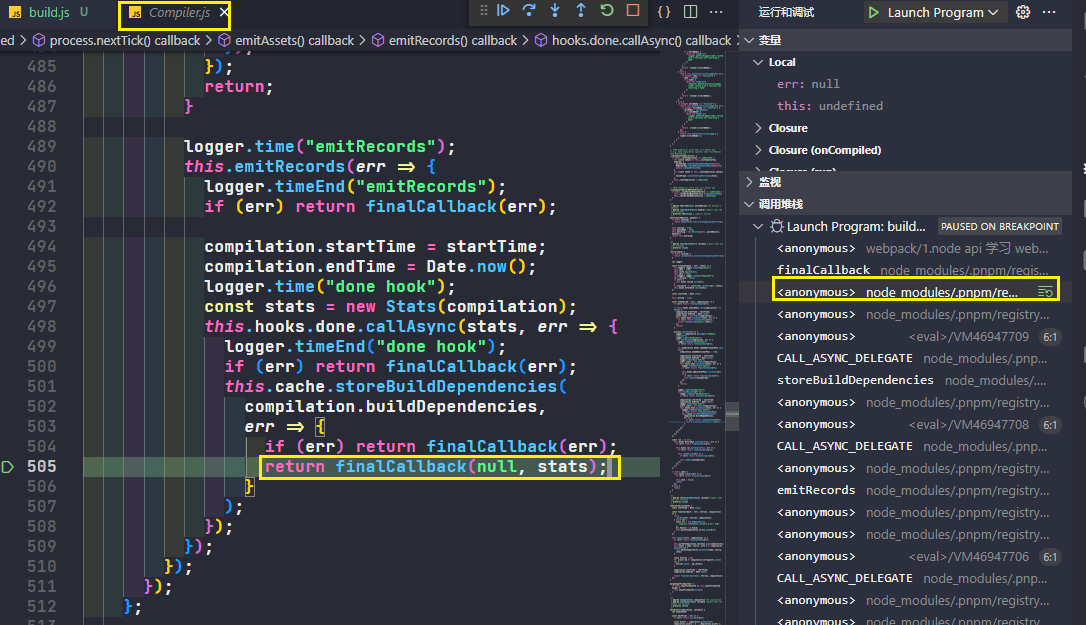 build.js U
Compiler.js
运行和调试
Launch Program
ed > process.nextTick() callback > emitAssets() callback > emitRecords() callback > hooks.done.callAsync() callback
485 });
486 return;
487 }
488
489 logger.time("emitRecords");
490 this.emitRecords(err => {
491 logger.timeEnd("emitRecords");
492 if (err) return finalCallback(err);
493
494 compilation.startTime = startTime;
495 compilation.endTime = Date.now();
496 logger.time("done hook");
497 const stats = new Stats(compilation);
498 this.hooks.done.callAsync(stats, err => {
499 logger.timeEnd("done hook");
500 if (err) return finalCallback(err);
501 this.cache.storeBuildDependencies(
502 compilation.buildDependencies,
503 err => {
504 if (err) return finalCallback(err);
505 return finalCallback(null, stats);
506 }
507 );
508 });
509 });
510 });
511 });
512 };
变量
Local
err: null
this: undefined
Closure
Closure (onCompiled)
监视
调用堆栈
Launch Program: build... PAUSED ON BREAKPOINT
<anonymous> webpack/1.node api 学习 web...
finalCallback node_modules/.pnpm/regis...
<anonymous> node_modules/.pnpm/re...
<anonymous> node_modules/.pnpm/registry...
<anonymous> <eval>/VM46947709 6:1
CALL_ASYNC_DELEGATE node_modules/.pnp...
storeBuildDependencies node_modules/....
<anonymous> node_modules/.pnpm/registry...
<anonymous> <eval>/VM46947708 6:1
CALL_ASYNC_DELEGATE node_modules/.pnp...
<anonymous> node_modules/.pnpm/registry...
emitRecords node_modules/.pnpm/registry...
<anonymous> node_modules/.pnpm/registry...
<anonymous> node_modules/.pnpm/registry...
<anonymous> <eval>/VM46947706 6:1
CALL_ASYNC_DELEGATE node_modules/.pnp...
<anonymous> node_modules/.pnpm/registry...